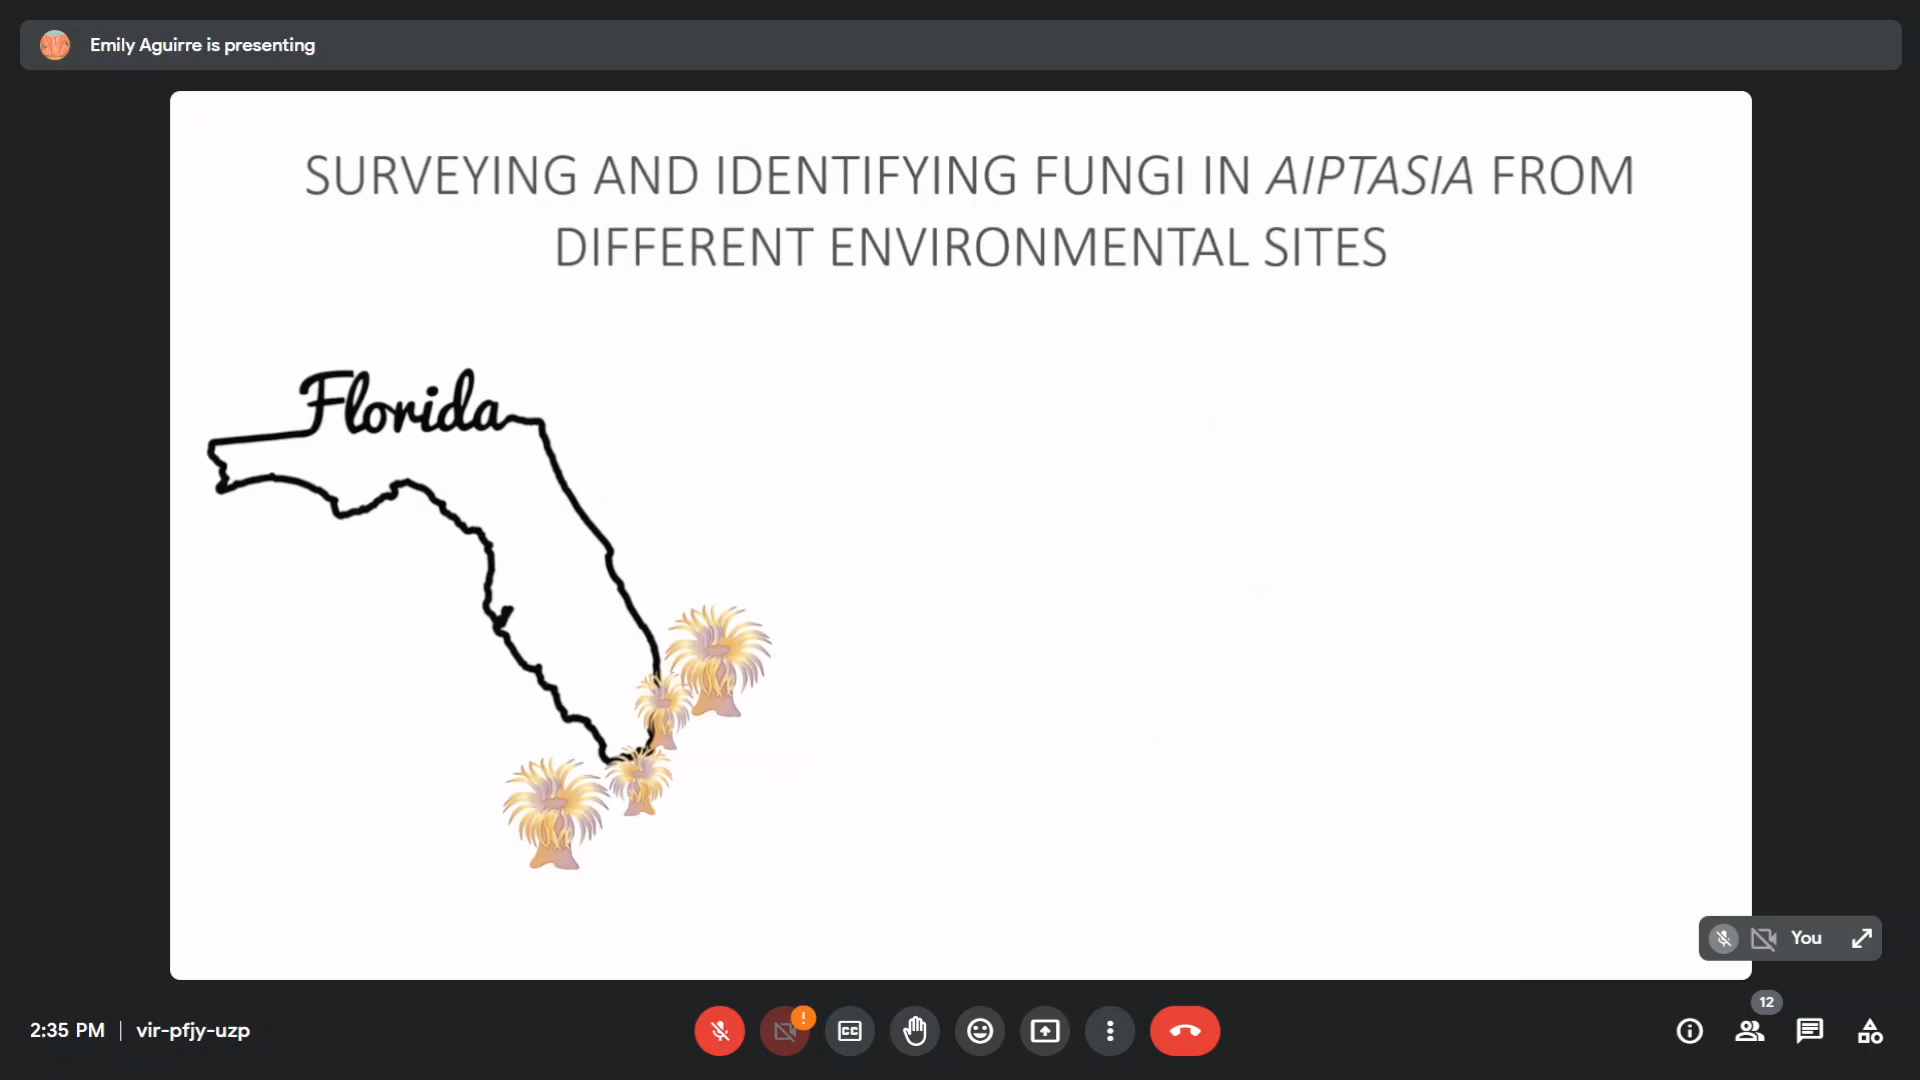 Emily Aguirre is presenting
SURVEYING AND IDENTIFYING FUNGI IN AIPTASIA FROM
DIFFERENT ENVIRONMENTAL SITES
Florida
You
12
2:35 PM | vir-pfjy-uzp
!
CC